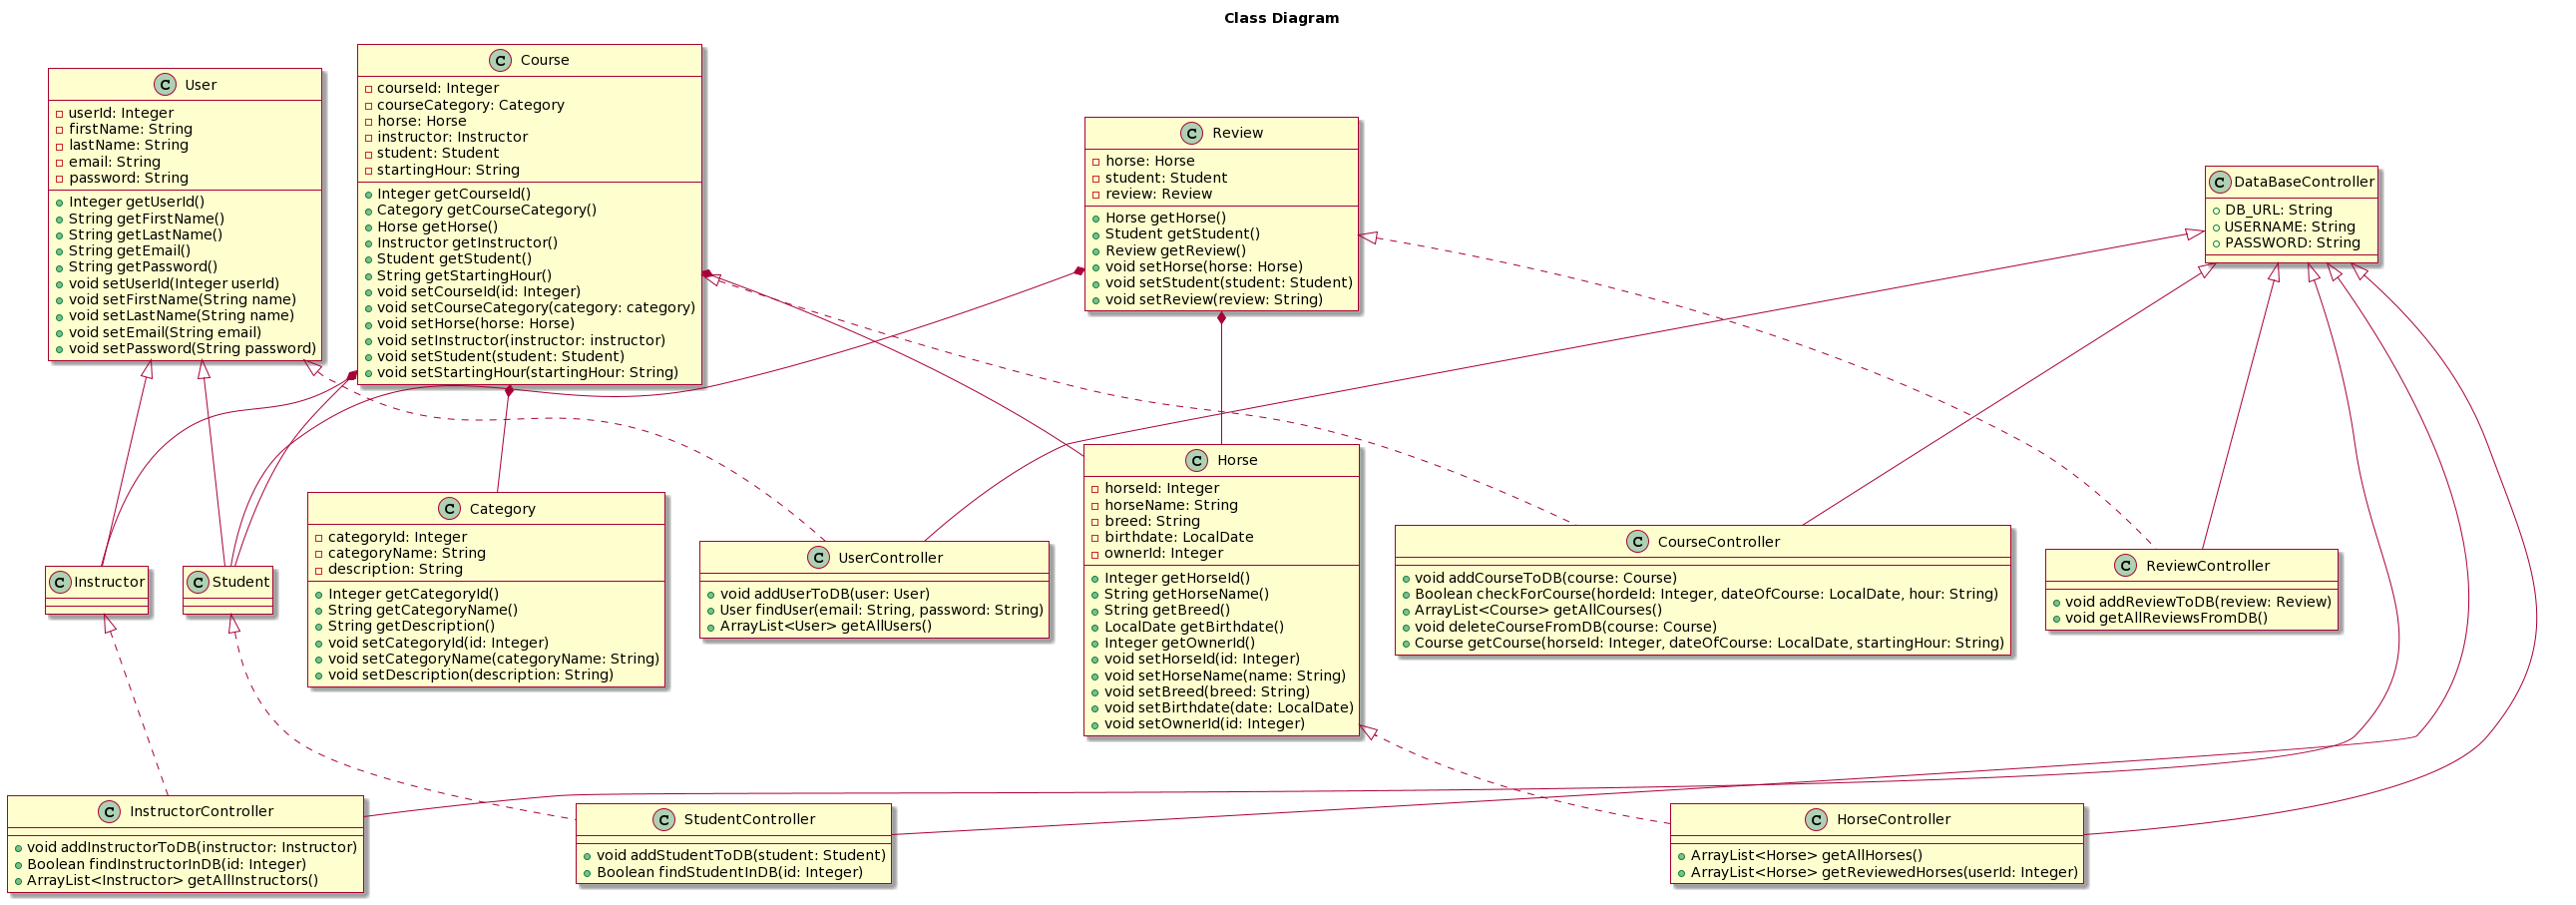 Class Diagram
C User
userId: Integer
firstName: String
lastName: String
email: String
password: String
Integer getUserId()
String getFirstName()
String getLastName()
String getEmail()
String getPassword()
void setUserId(Integer userId)
void setFirstName(String name)
void setLastName(String name)
void setEmail(String email)
void setPassword(String password)
C Course
courseId: Integer
courseCategory: Category
horse: Horse
instructor: Instructor
student: Student
startingHour: String
Integer getCourseId()
Category getCourseCategory()
Horse getHorse()
Instructor getInstructor()
Student getStudent()
String getStartingHour()
void setCourseId(id: Integer)
void setCourseCategory(category: category)
void setHorse(horse: Horse)
void setInstructor(instructor: instructor)
void setStudent(student: Student)
void setStartingHour(startingHour: String)
C Review
horse: Horse
student: Student
review: Review
Horse getHorse()
Student getStudent()
Review getReview()
void setHorse(horse: Horse)
void setStudent(student: Student)
void setReview(review: String)
C DataBaseController
DB_URL: String
USERNAME: String
PASSWORD: String
C Instructor
C Student
C Category
categoryId: Integer
categoryName: String
description: String
Integer getCategoryId()
String getCategoryName()
String getDescription()
void setCategoryId(id: Integer)
void setCategoryName(categoryName: String)
void setDescription(description: String)
C UserController
void addUserToDB(user: User)
User findUser(email: String, password: String)
ArrayList<User> getAllUsers()
C Horse
horseId: Integer
horseName: String
breed: String
birthdate: LocalDate
ownerId: Integer
Integer getHorseId()
String getHorseName()
String getBreed()
LocalDate getBirthdate()
Integer getOwnerId()
void setHorseId(id: Integer)
void setHorseName(name: String)
void setBreed(breed: String)
void setBirthdate(date: LocalDate)
void setOwnerId(id: Integer)
C CourseController
void addCourseToDB(course: Course)
Boolean checkForCourse(hordeId: Integer, dateOfCourse: LocalDate, hour: String)
ArrayList<Course> getAllCourses()
void deleteCourseFromDB(course: Course)
Course getCourse(horseId: Integer, dateOfCourse: LocalDate, startingHour: String)
C ReviewController
void addReviewToDB(review: Review)
void getAllReviewsFromDB()
C InstructorController
void addInstructorToDB(instructor: Instructor)
Boolean findInstructorInDB(id: Integer)
ArrayList<Instructor> getAllInstructors()
C StudentController
void addStudentToDB(student: Student)
Boolean findStudentInDB(id: Integer)
C HorseController
ArrayList<Horse> getAllHorses()
ArrayList<Horse> getReviewedHorses(userId: Integer)